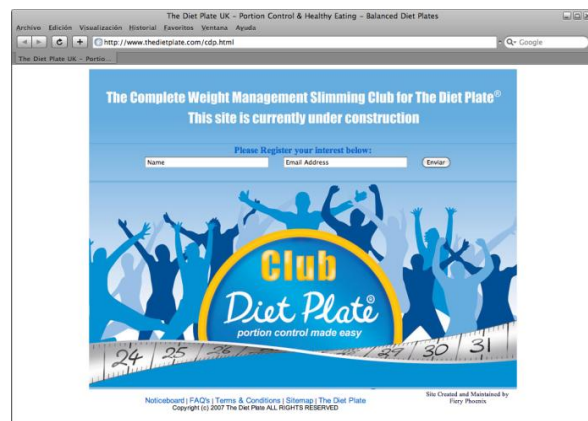 The Diet Plate UK - Portion Control & Healthy Eating - Balanced Diet Plates
Archivo Edición Visualización Historial Favoritos Ventana Ayuda
http://www.thedietplate.com/cdp.html
Google
The Diet Plate UK - Portio...
The Complete Weight Management Slimming Club for The Diet Plate®
This site is currently under construction
Please Register your interest below:
Name Email Address Enviar
Club
Diet Plate®
portion control made easy
24 25 26 29 30 31
Noticeboard | FAQ's | Terms & Conditions | Sitemap | The Diet Plate
Copyright (c) 2007 The Diet Plate ALL RIGHTS RESERVED
Site Created and Maintained by
Fiery Phoenix